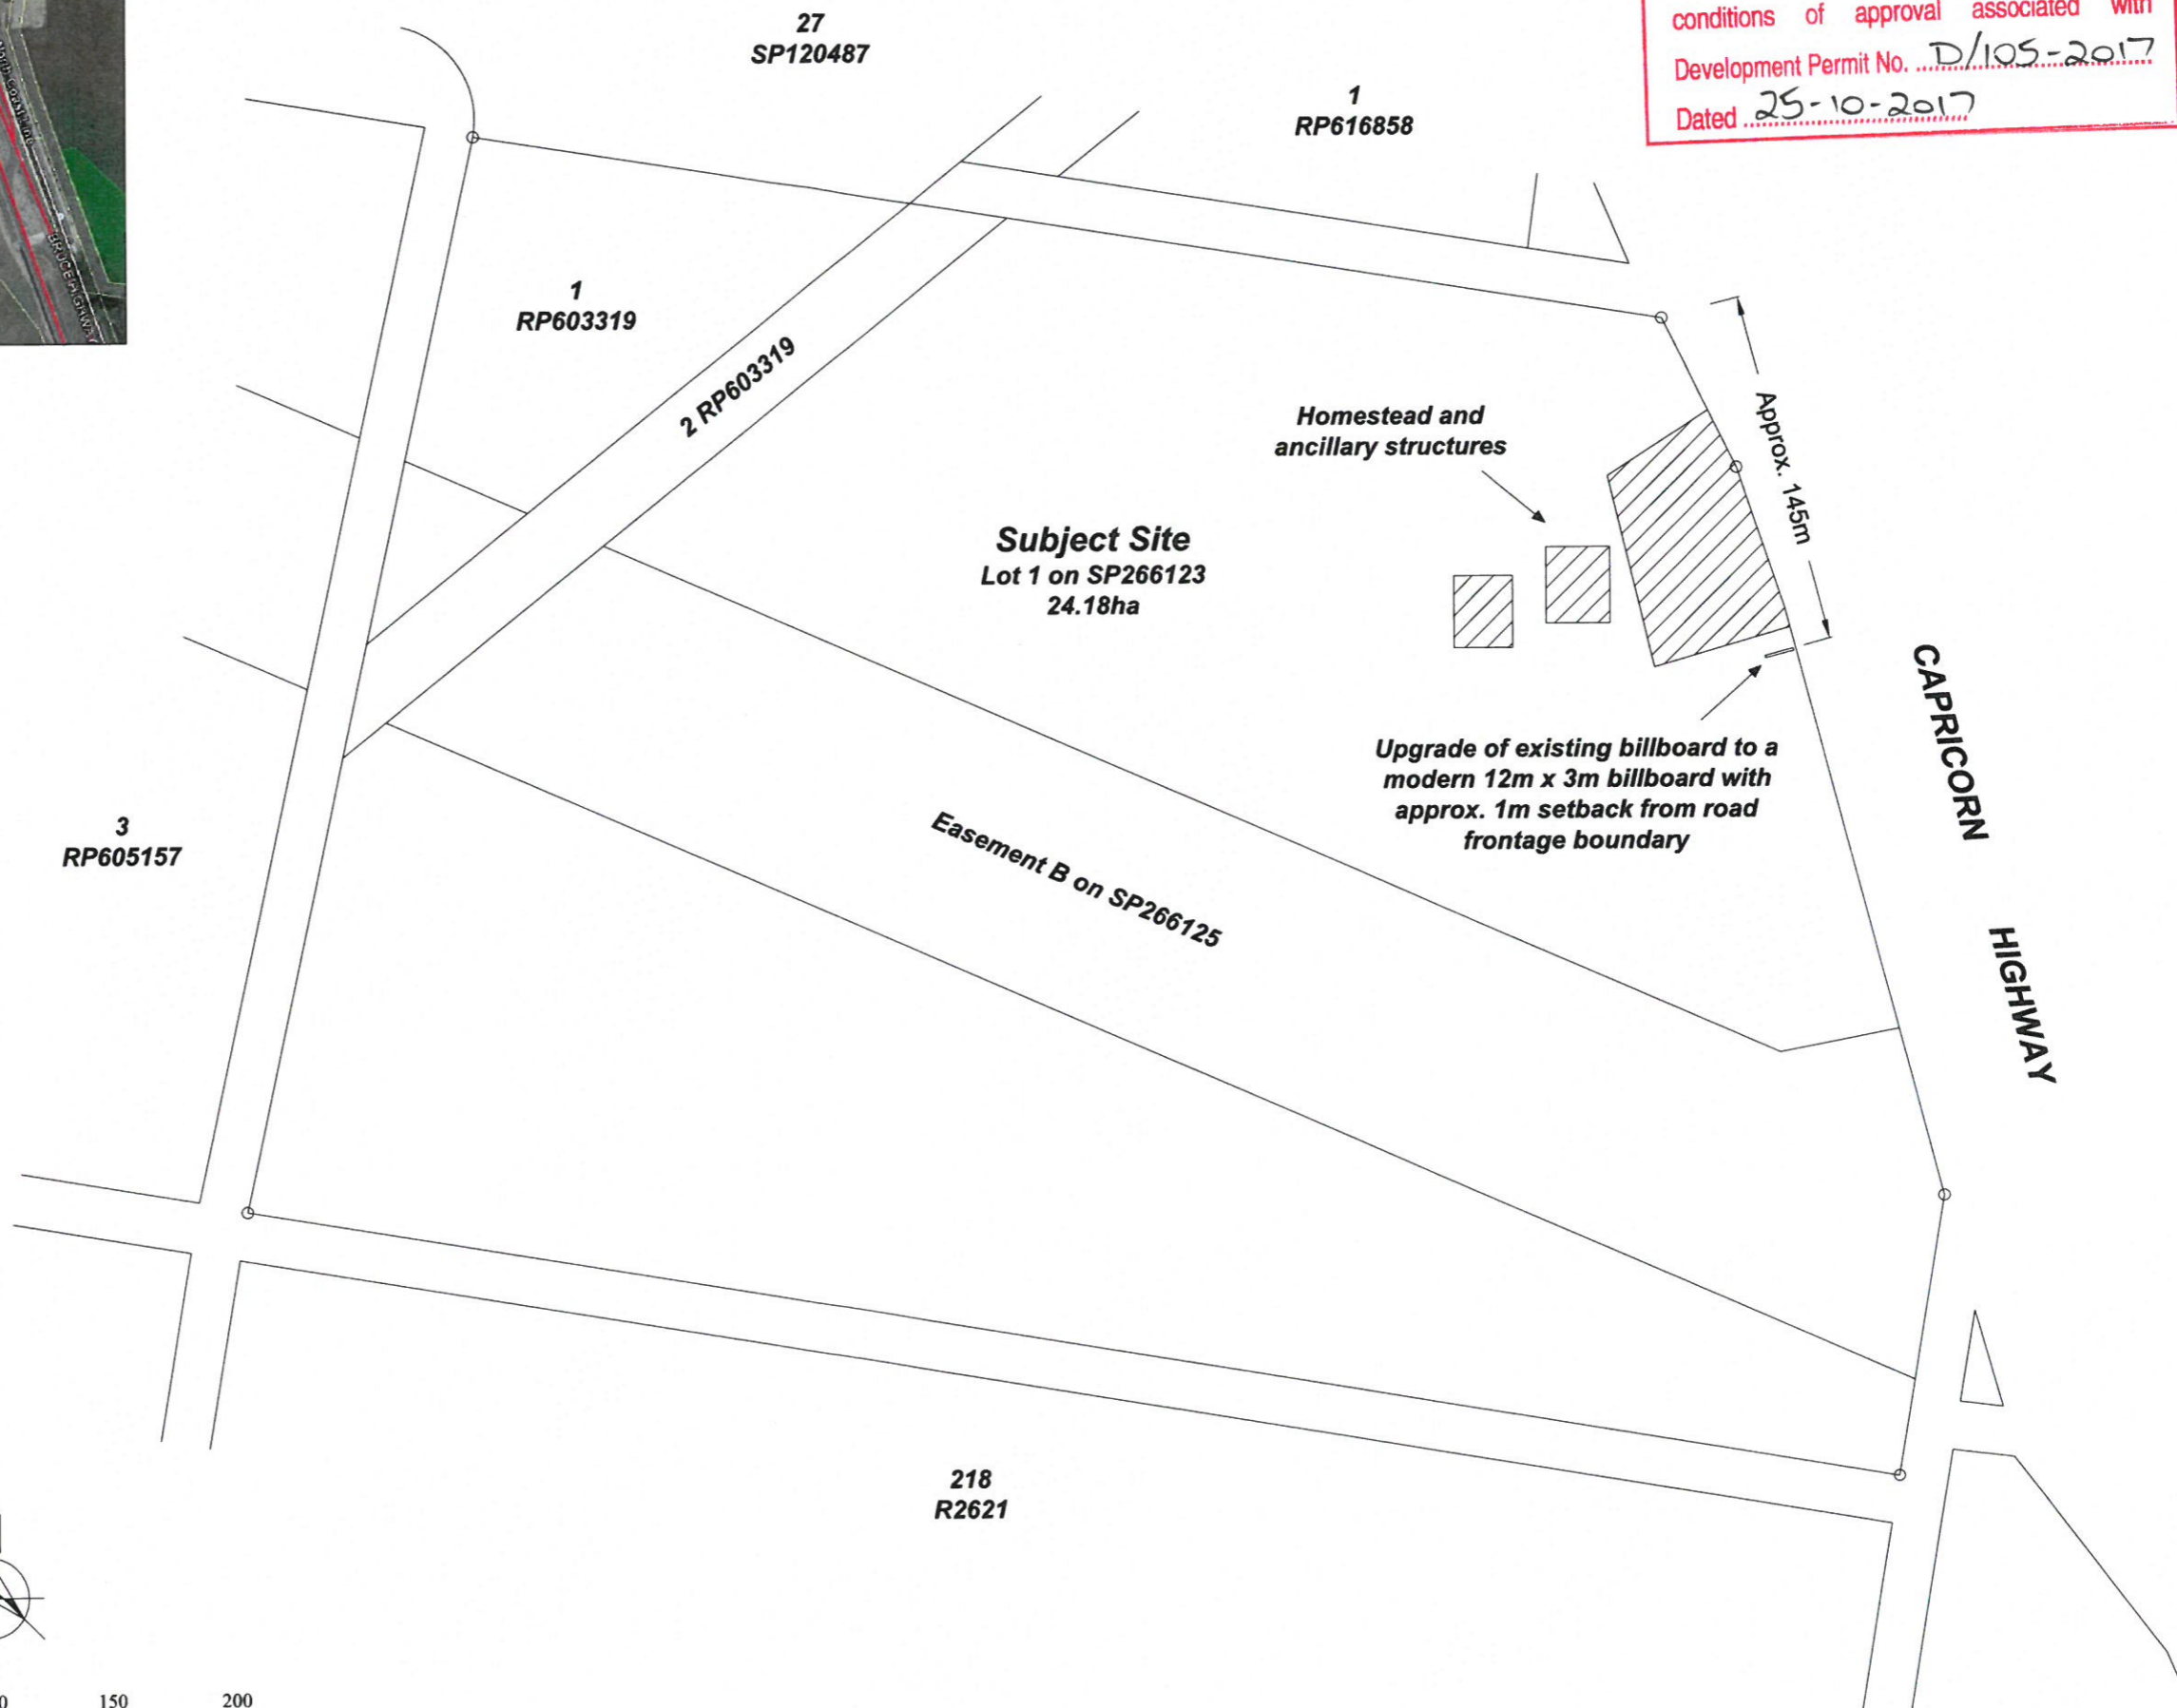 conditions of approval associated with
Development Permit No. D/105-2017
Dated 25-10-2017
27
SP120487
1
RP616858
BRUCE HIGHWAY
1
RP603319
2 RP603319
Homestead and
ancillary structures
Approx. 145m
Subject Site
Lot 1 on SP266123
24.18ha
CAPRICORN HIGHWAY
Upgrade of existing billboard to a
modern 12m x 3m billboard with
approx. 1m setback from road
frontage boundary
3
RP605157
Easement B on SP266125
218
R2621
150 200